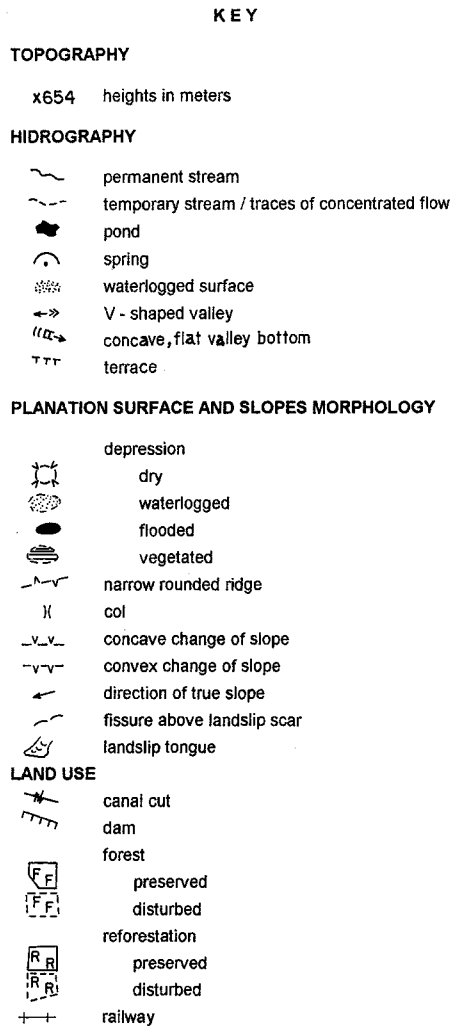 KEY
TOPOGRAPHY
x654 heights in meters
HIDROGRAPHY
permanent stream
temporary stream / traces of concentrated flow
pond
spring
waterlogged surface
V - shaped valley
concave, flat valley bottom
terrace
PLANATION SURFACE AND SLOPES MORPHOLOGY
depression
dry
waterlogged
flooded
vegetated
narrow rounded ridge
col
concave change of slope
convex change of slope
direction of true slope
fissure above landslip scar
landslip tongue
LAND USE
canal cut
dam
forest
F F preserved
F F disturbed
reforestation
R R preserved
R R disturbed
railway